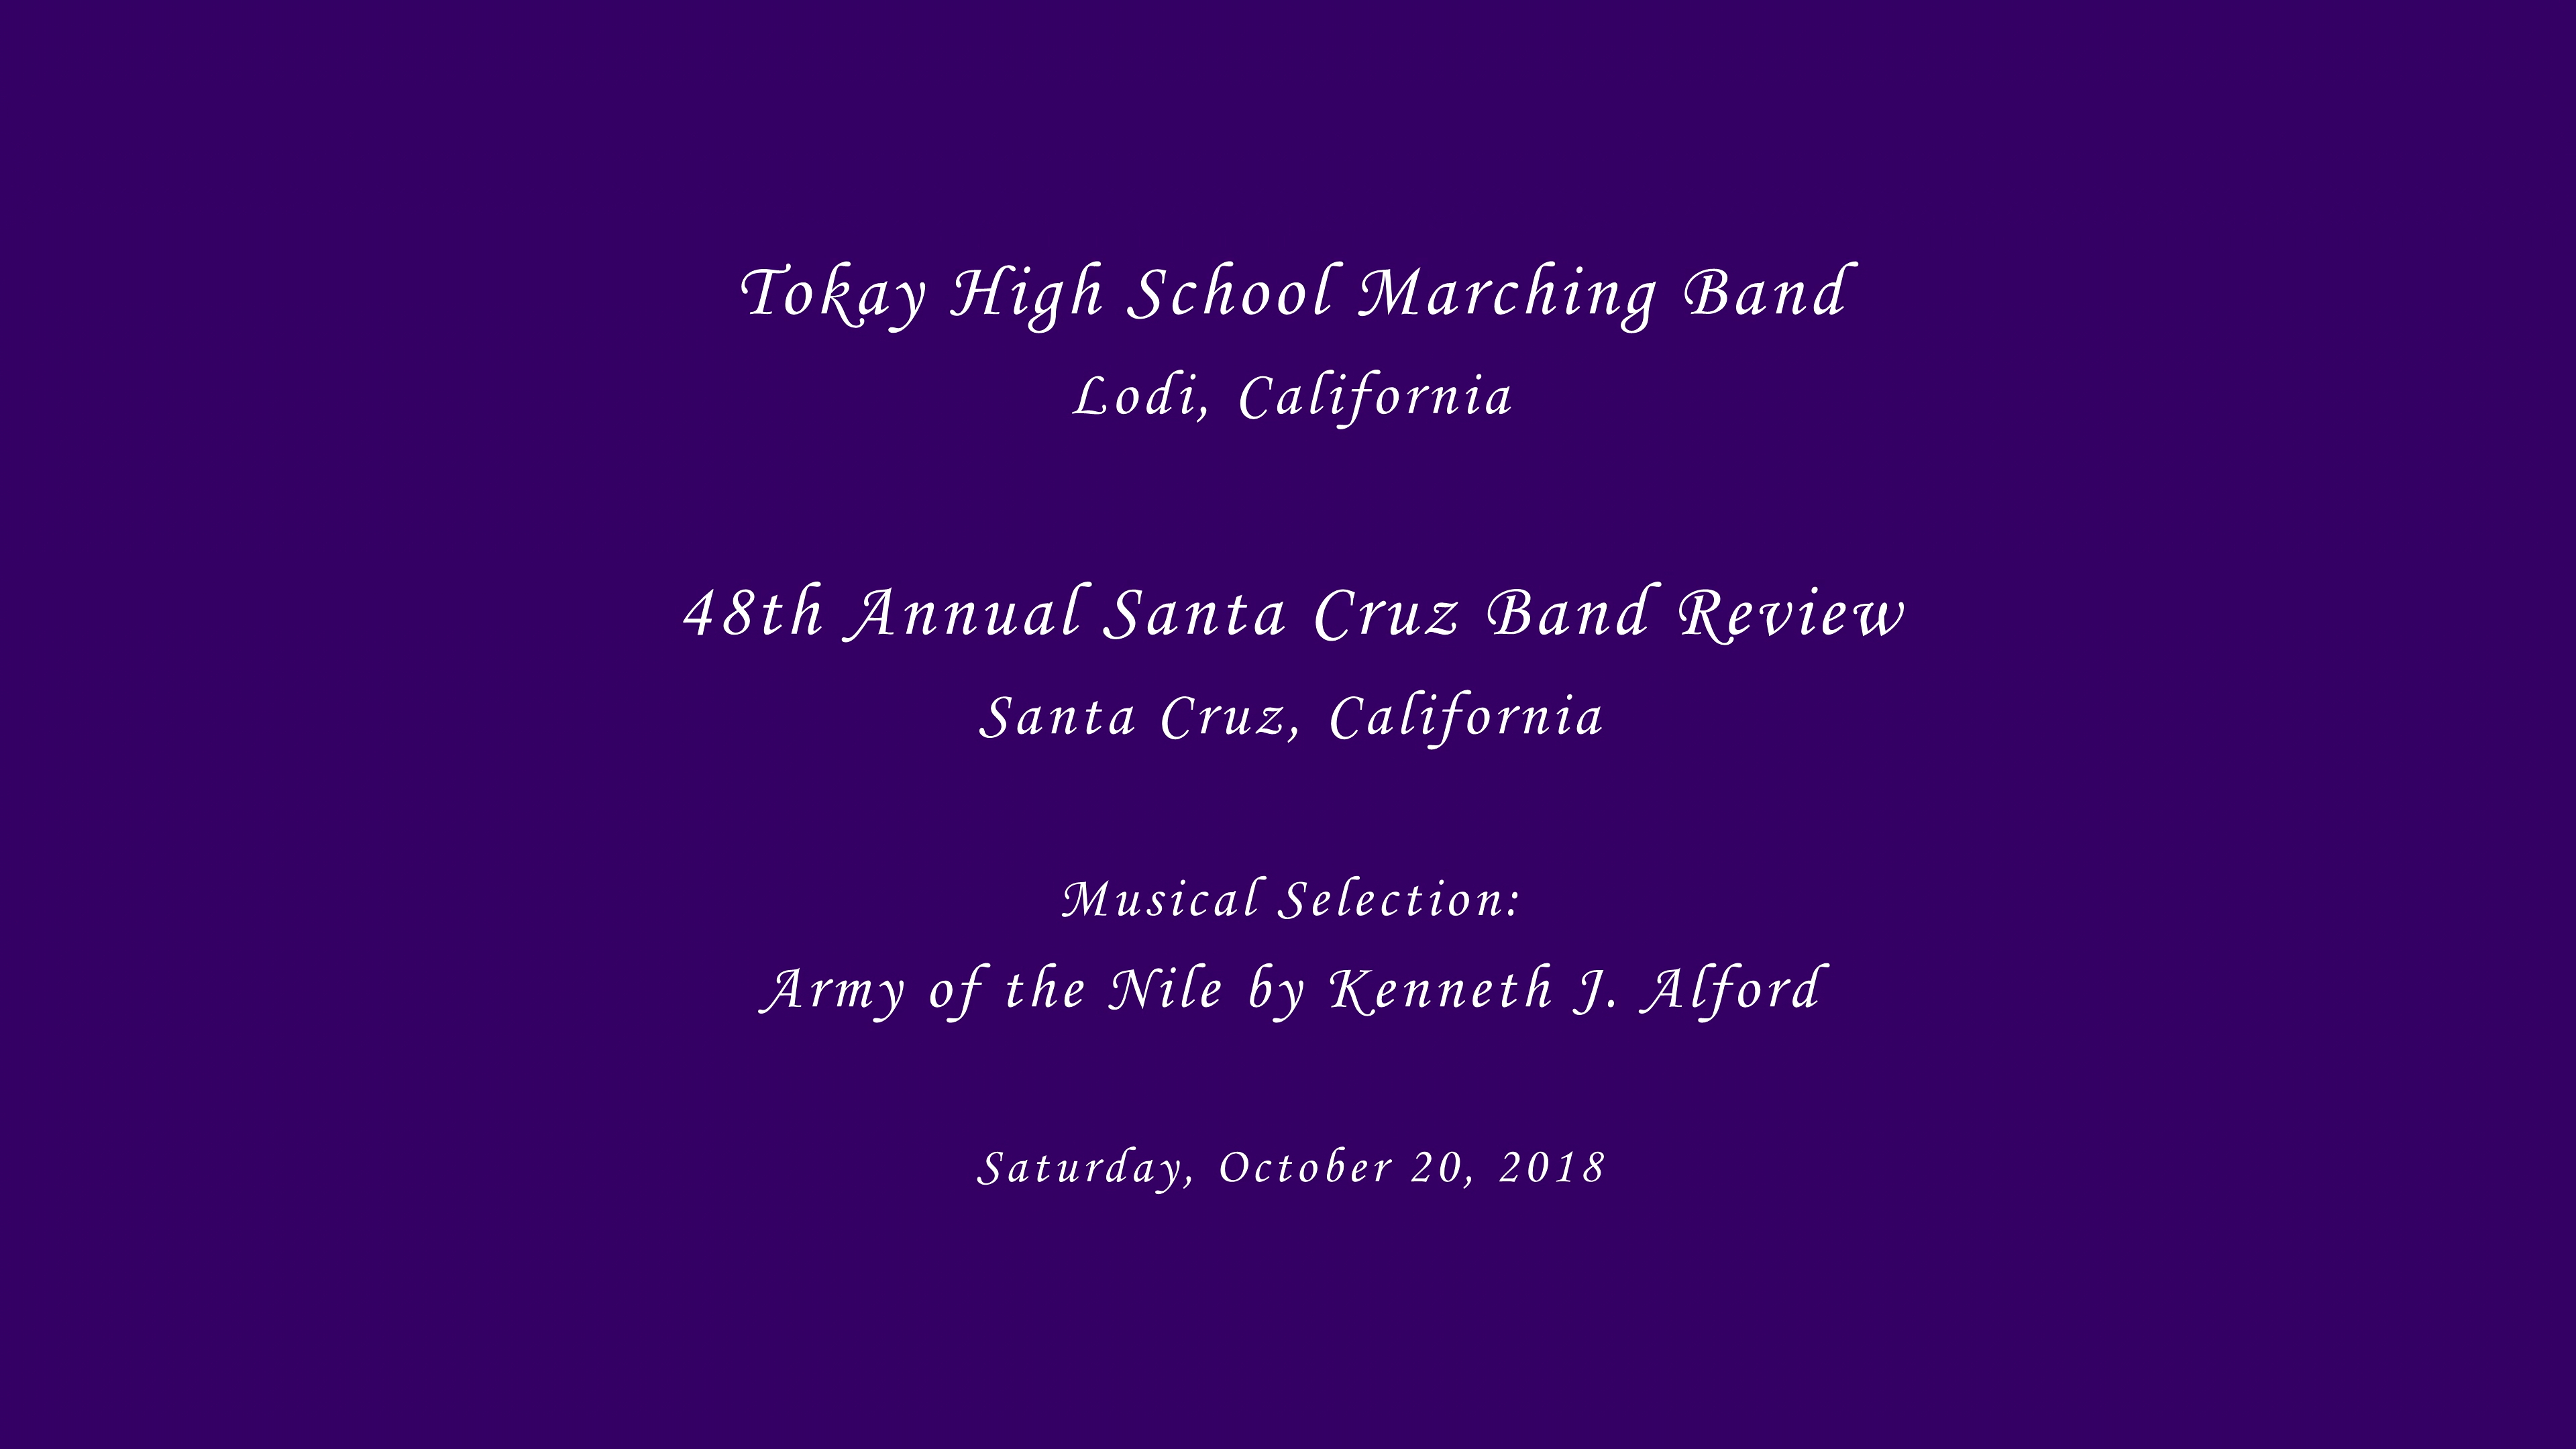 Tokay High School Marching Band
Lodi, California
48th Annual Santa Cruz Band Review
Santa Cruz, California
Musical Selection:
Army of the Nile by Kenneth J. Alford
Saturday, October 20, 2018